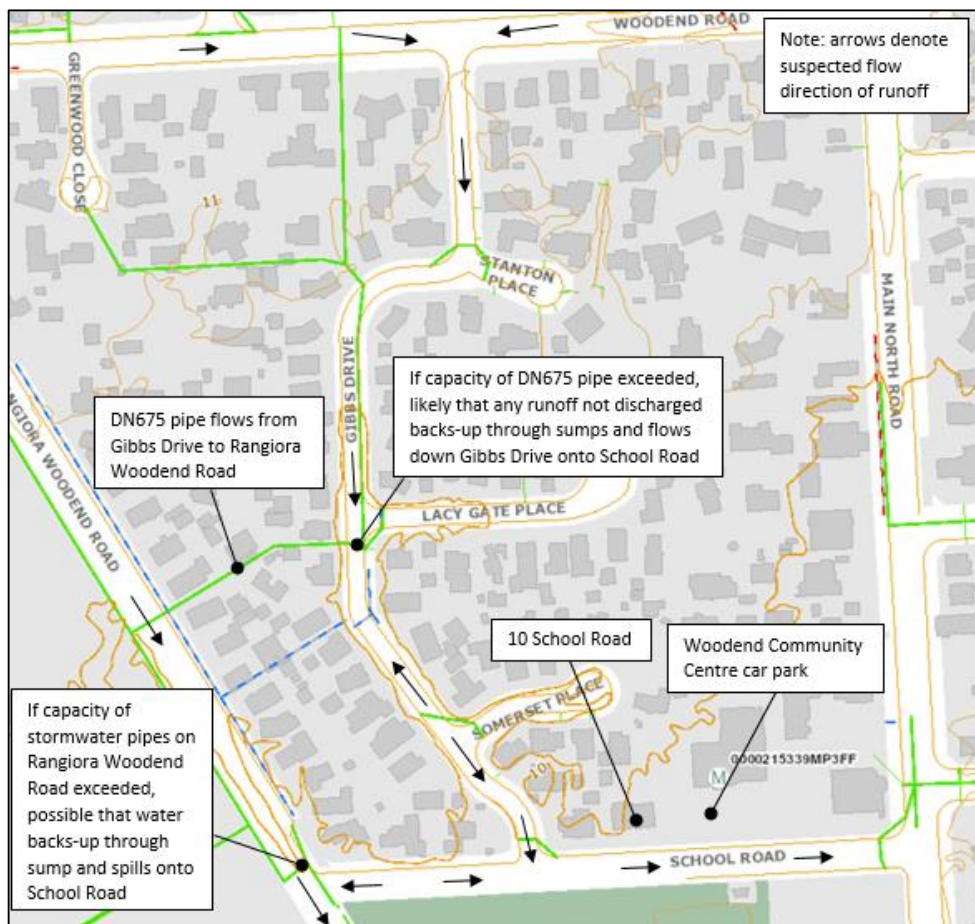 WOODEND ROAD
Note: arrows denote
suspected flow
direction of runoff
GREENWOOD CLOSE
11
STANTON
PLACE
MAIN NORTH ROAD
GIBBS DRIVE
If capacity of DN675 pipe exceeded,
likely that any runoff not discharged
backs-up through sumps and flows
down Gibbs Drive onto School Road
DN675 pipe flows from
Gibbs Drive to Rangiora
Woodend Road
NGIORA WOODEND ROAD
LACY GATE PLACE
10 School Road
Woodend Community
Centre car park
SOMERSET PLACE
If capacity of
stormwater pipes on
Rangiora Woodend
Road exceeded,
possible that water
backs-up through
sump and spills onto
School Road
10
0000215339MP3FF
M
SCHOOL ROAD